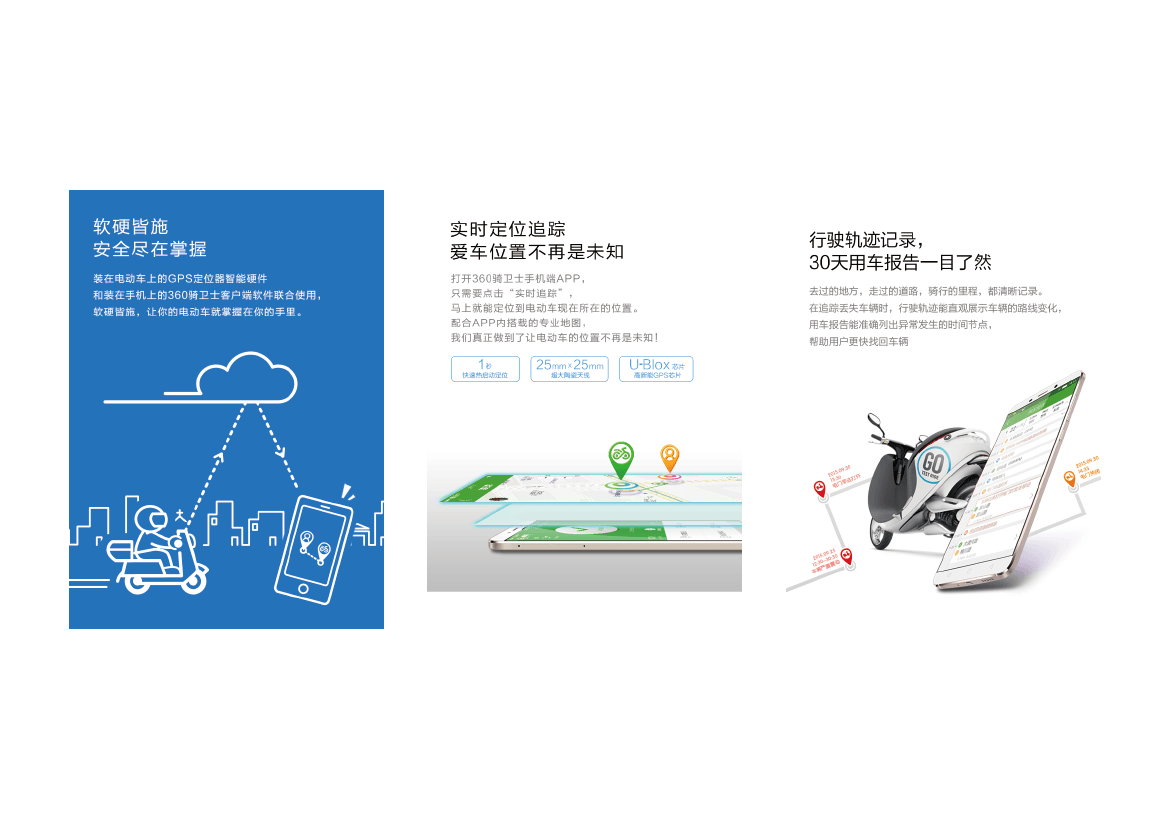 软硬皆施
安全尽在掌握
装在电动车上的GPS定位器智能硬件
和装在手机上的360骑卫士客户端软件联合使用，
软硬皆施，让你的电动车就掌握在你的手里。
实时定位追踪
爱车位置不再是未知
打开360骑卫士手机端APP，
只需要点击“实时追踪”，
马上就能定位到电动车现在所在的位置。
配合APP内搭载的专业地图，
我们真正做到了让电动车的位置不再是未知！
1秒
快速热启动定位
25mm×25mm
超大陶瓷天线
U-Blox 芯片
高新能GPS芯片
行驶轨迹记录，
30天用车报告一目了然
去过的地方，走过的道路，骑行的里程，都清晰记录。
在追踪丢失车辆时，行驶轨迹能直观展示车辆的路线变化，
用车报告能准确列出异常发生的时间节点，
帮助用户更快找回车辆
GO
TEST RIDE